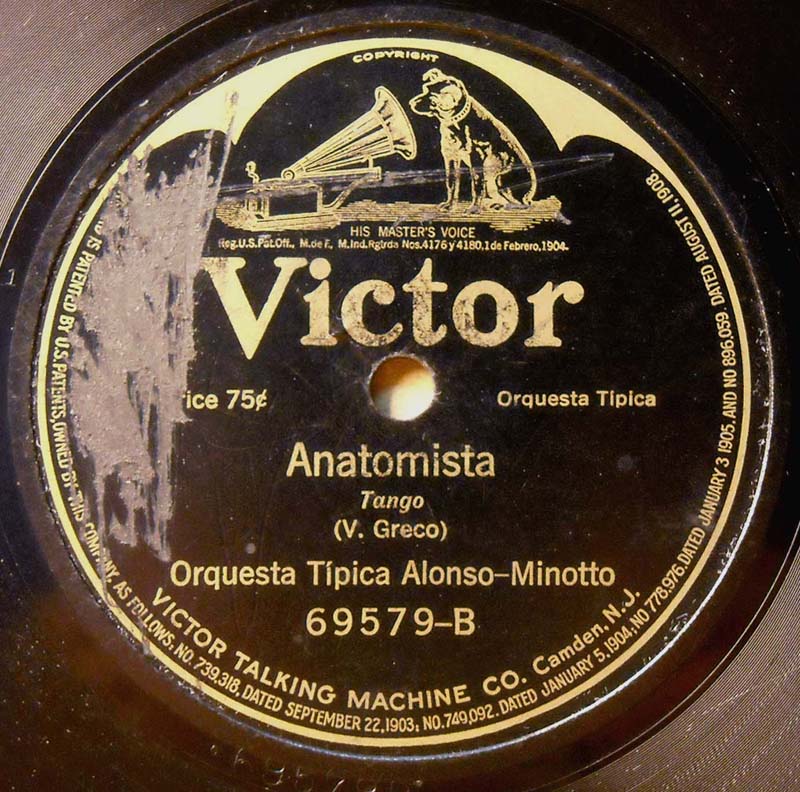 COPYRIGHT
HIS MASTER'S VOICE
Reg.U.S.Pat.Off., M.de F., M.Ind.Rgtrda Nos.4176 y 4180,1 de Febrero,1904.
Victor
rice 75¢
Orquesta Típica
Anatomista
Tango
(V. Greco)
Orquesta Típica Alonso–Minotto
69579–B
VICTOR TALKING MACHINE CO. Camden, N.J.
IS PATENTED BY U.S. PATENTS, OWNED BY THIS COMPANY, AS FOLLOWS: NO. 739,318, DATED SEPTEMBER 22, 1903; NO. 749,092. DATED JANUARY 5, 1904; NO 778,976. DATED JANUARY 3 1905. AND NO 896,059. DATED AUGUST 11, 1908.